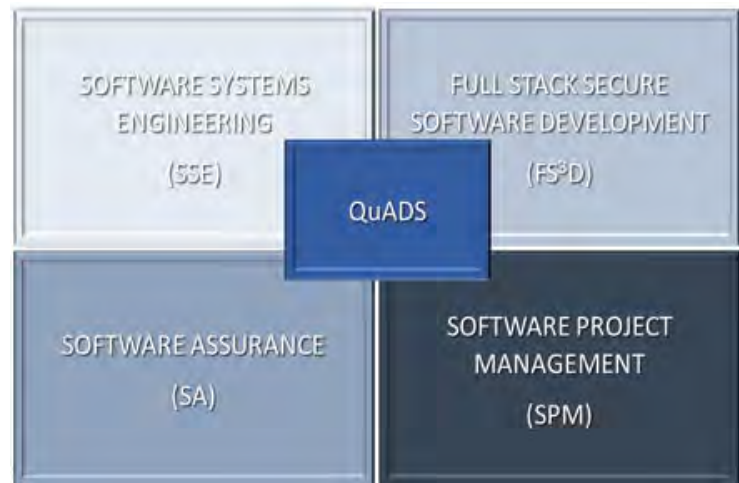 SOFTWARE SYSTEMS
ENGINEERING
(SSE)
FULL STACK SECURE
SOFTWARE DEVELOPMENT
(FS³D)
QuADS
SOFTWARE ASSURANCE
(SA)
SOFTWARE PROJECT
MANAGEMENT
(SPM)